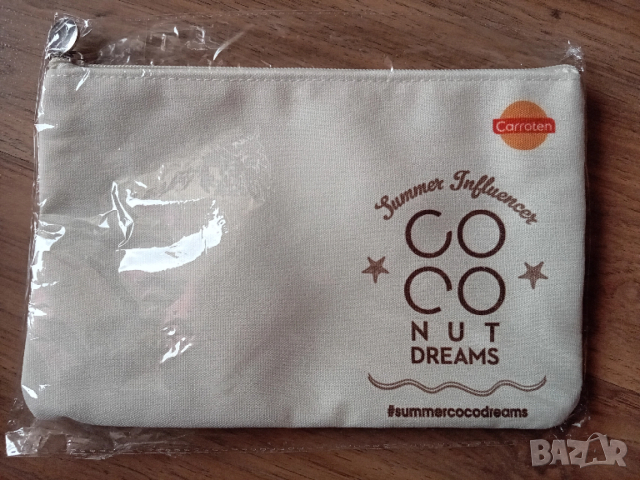 Carroten
Summer Influencer
CO
CO
NUT
DREAMS
#summercocodreams
BAZAR